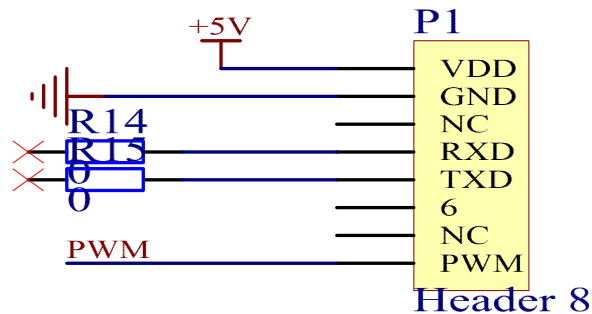 P1
+5V
VDD
GND
NC
R14
RXD
R15
0
TXD
0
6
NC
PWM
PWM
Header 8